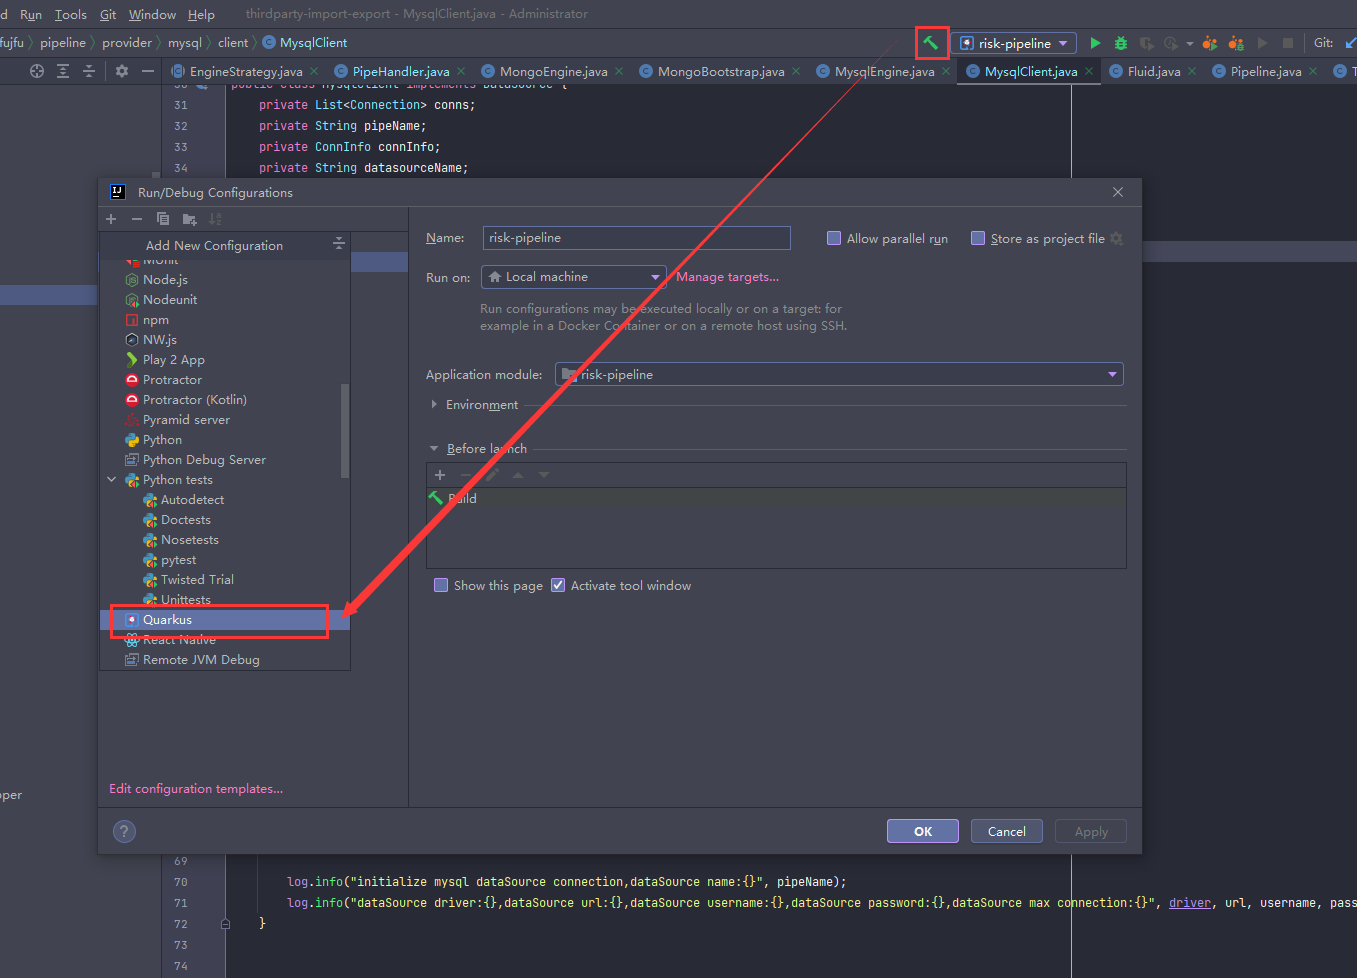 d Run Tools Git Window Help thirdparty-import-export - MysqlClient.java - Administrator
fujfu pipeline provider mysql client MysqlClient risk-pipeline Git:
EngineStrategy.java PipeHandler.java MongoEngine.java MongoBootstrap.java MysqlEngine.java MysqlClient.java Fluid.java Pipeline.java
30 public class MysqlClient implements DataSource {
31 private List<Connection> conns;
32 private String pipeName;
33 private ConnInfo connInfo;
34 private String datasourceName;
Run/Debug Configurations
Add New Configuration
Node.js
Nodeunit
npm
NW.js
Play 2 App
Protractor
Protractor (Kotlin)
Pyramid server
Python
Python Debug Server
Python tests
Autodetect
Doctests
Nosetests
pytest
Twisted Trial
Unittests
Quarkus
React Native
Remote JVM Debug
Edit configuration templates...
Name: risk-pipeline Allow parallel run Store as project file
Run on: Local machine Manage targets...
Run configurations may be executed locally or on a target: for
example in a Docker Container or on a remote host using SSH.
Application module: risk-pipeline
Environment
Before launch
Build
Show this page Activate tool window
? OK Cancel Apply
pper
69
70 log.info("initialize mysql dataSource connection,dataSource name:{}", pipeName);
71 log.info("dataSource driver:{},dataSource url:{},dataSource username:{},dataSource password:{},dataSource max connection:{}", driver, url, username, pass
72 }
73
74